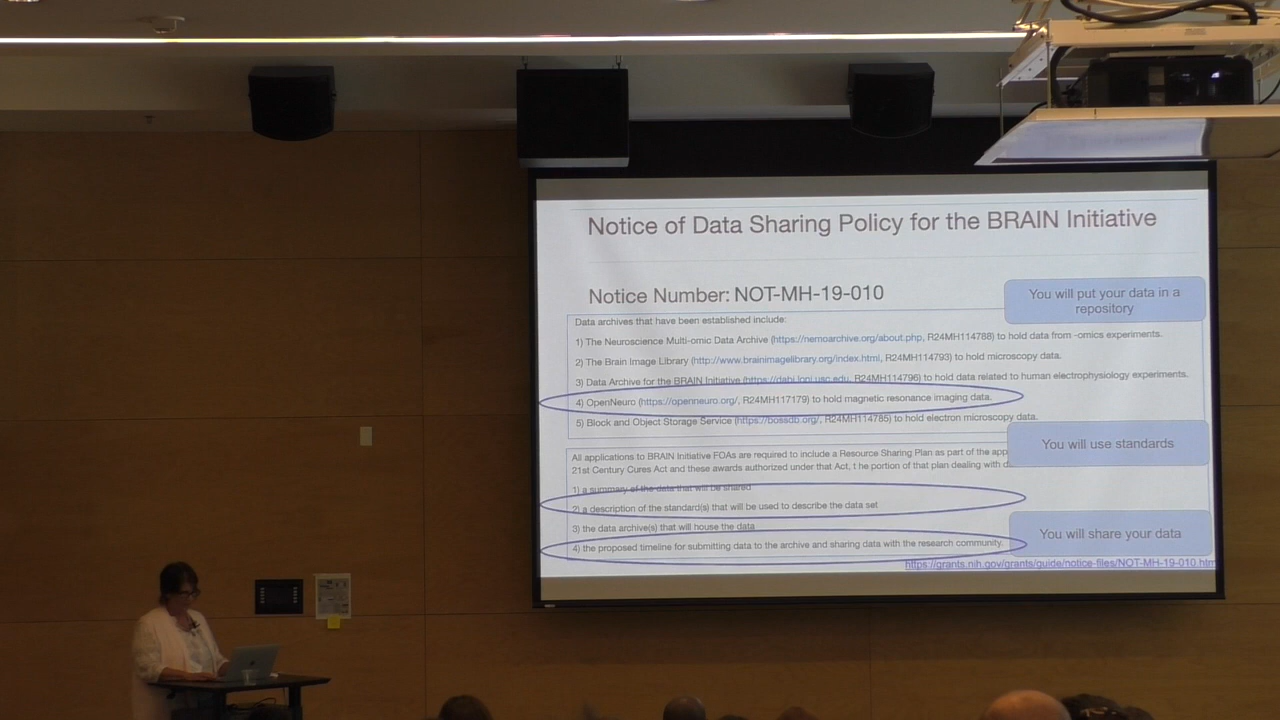 Notice of Data Sharing Policy for the BRAIN Initiative
Notice Number: NOT-MH-19-010
You will put your data in a
repository
Data archives that have been established include:
1) The Neuroscience Multi-omic Data Archive (https://nemoarchive.org/about.php, R24MH114788) to hold data from -omics experiments.
2) The Brain Image Library (http://www.brainimagelibrary.org/index.html, R24MH114793) to hold microscopy data.
3) Data Archive for the BRAIN Initiative (https://dabi.loni.usc.edu, R24MH114796) to hold data related to human electrophysiology experiments.
4) OpenNeuro (https://openneuro.org/, R24MH117179) to hold magnetic resonance imaging data.
5) Block and Object Storage Service (https://bossdb.org/, R24MH114785) to hold electron microscopy data.
You will use standards
All applications to BRAIN Initiative FOAs are required to include a Resource Sharing Plan as part of the app
21st Century Cures Act and these awards authorized under that Act, t he portion of that plan dealing with d
1) a summary of the data that will be shared
2) a description of the standard(s) that will be used to describe the data set
3) the data archive(s) that will house the data
4) the proposed timeline for submitting data to the archive and sharing data with the research community.
You will share your data
https://grants.nih.gov/grants/guide/notice-files/NOT-MH-19-010.htm